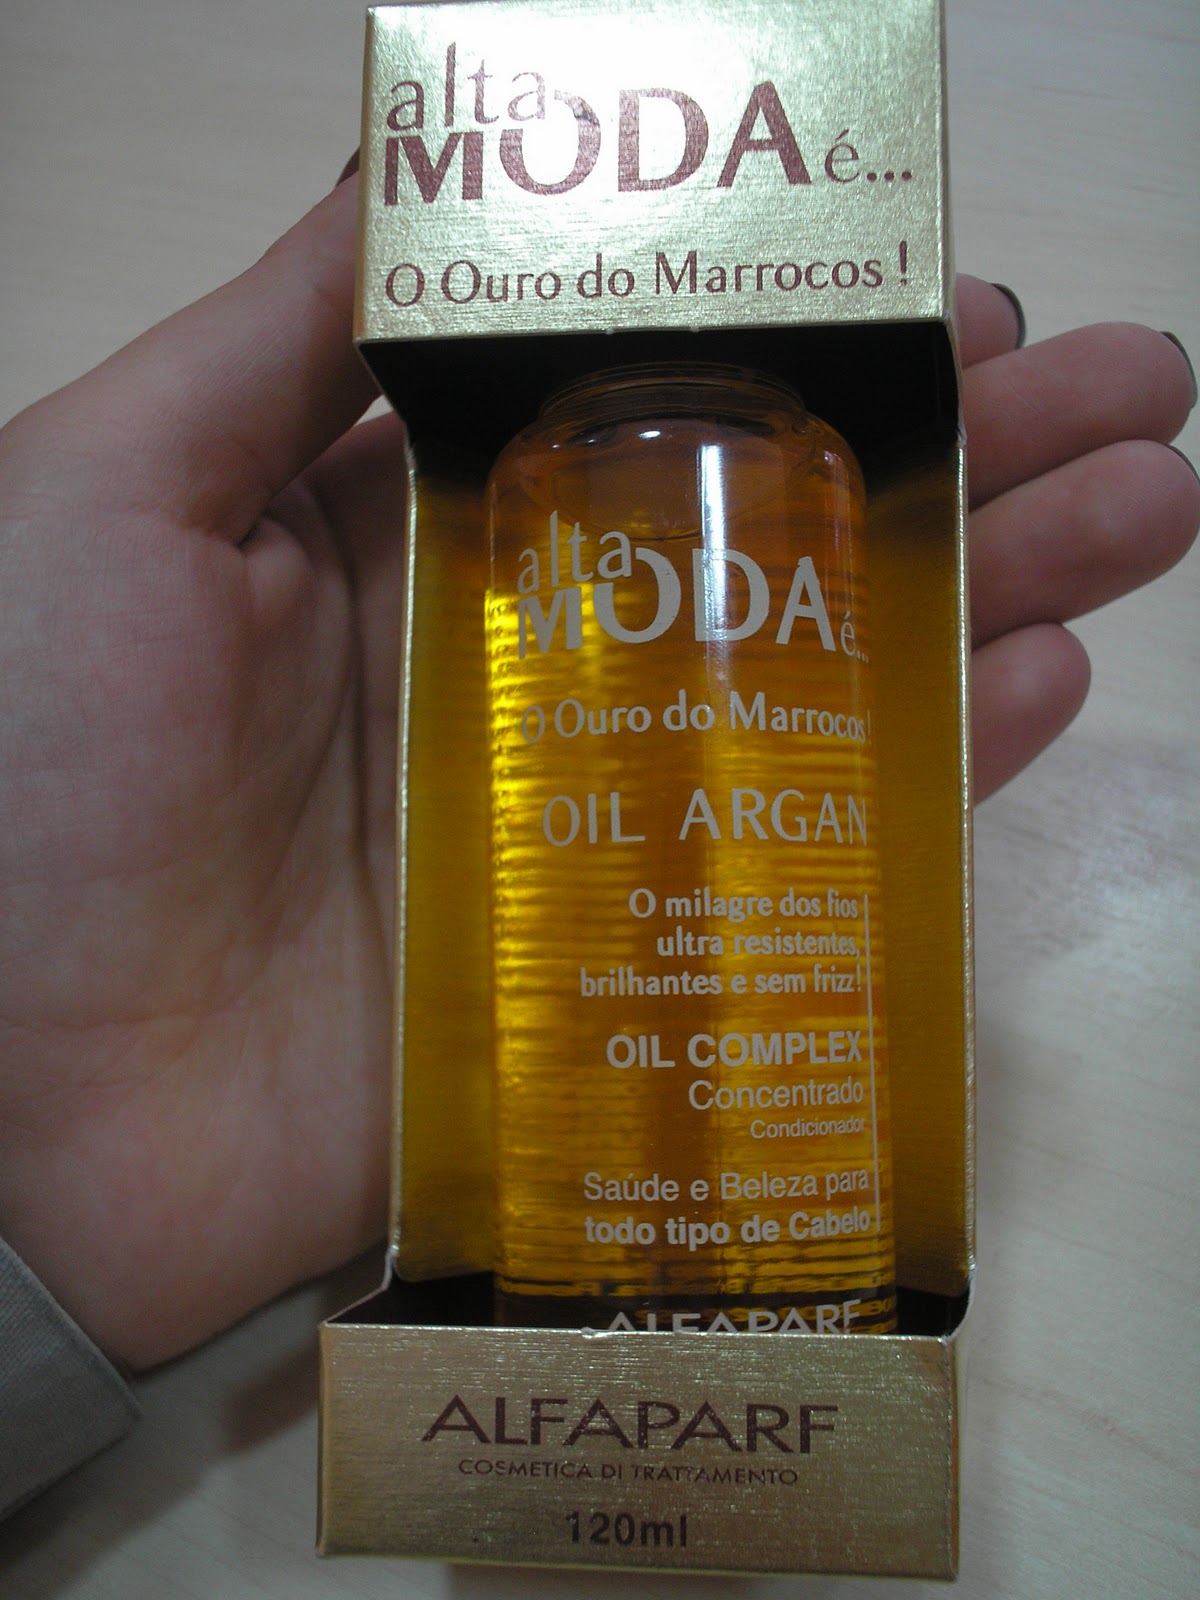 alta
MODA é...
O Ouro do Marrocos !
alta
MODA é...
O Ouro do Marrocos!
OIL ARGAN
O milagre dos fios
ultra resistentes,
brilhantes e sem frizz!
OIL COMPLEX
Concentrado
Condicionador
Saúde e Beleza para
todo tipo de Cabelo
ALFAPARF
ALFAPARF
COSMETICA DI TRATTAMENTO
120ml